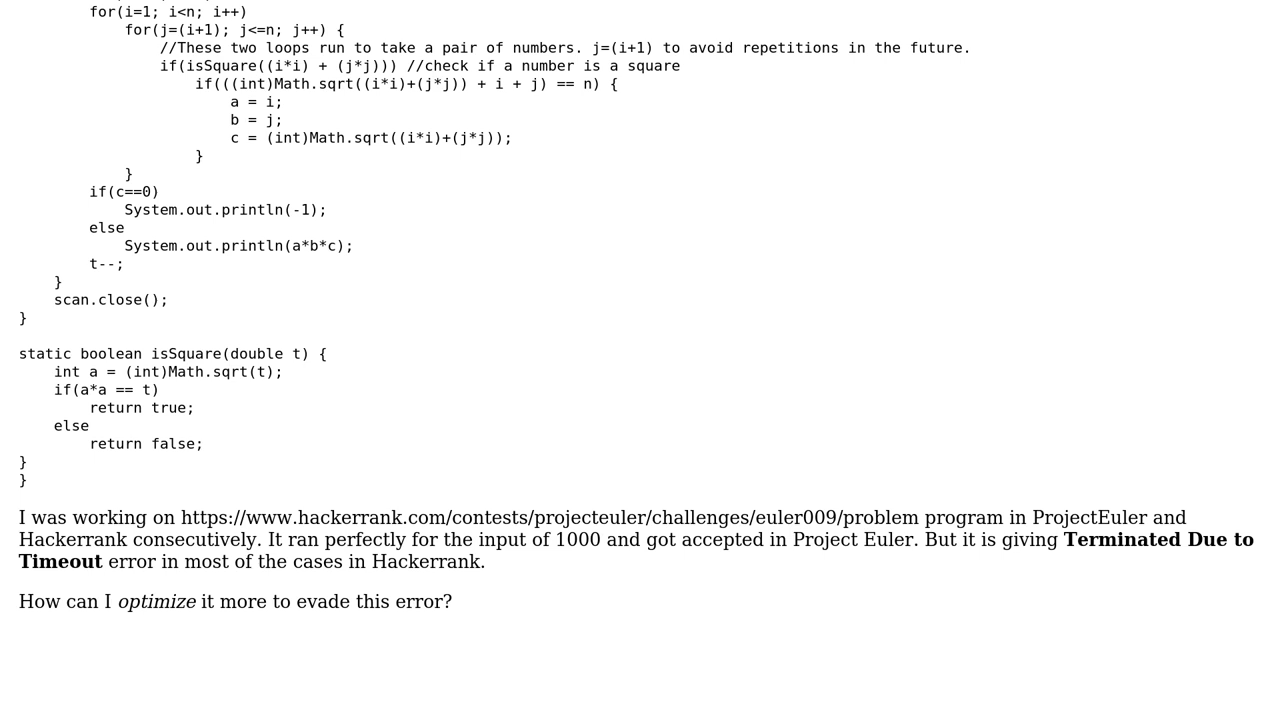 for(i=1; i<n; i++)
for(j=(i+1); j<=n; j++) {
//These two loops run to take a pair of numbers. j=(i+1) to avoid repetitions in the future.
if(isSquare((i*i) + (j*j))) //check if a number is a square
if(((int)Math.sqrt((i*i)+(j*j)) + i + j) == n) {
a = i;
b = j;
c = (int)Math.sqrt((i*i)+(j*j));
}
}
if(c==0)
System.out.println(-1);
else
System.out.println(a*b*c);
t--;
}
scan.close();
}
static boolean isSquare(double t) {
int a = (int)Math.sqrt(t);
if(a*a == t)
return true;
else
return false;
}
}
I was working on https://www.hackerrank.com/contests/projecteuler/challenges/euler009/problem program in ProjectEuler and
Hackerrank consecutively. It ran perfectly for the input of 1000 and got accepted in Project Euler. But it is giving Terminated Due to
Timeout error in most of the cases in Hackerrank.
How can I optimize it more to evade this error?